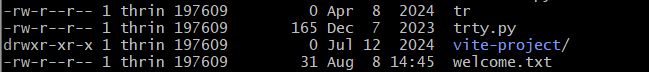 -rw-r--r-- 1 thrin 197609 0 Apr 8 2024 tr
-rw-r--r-- 1 thrin 197609 165 Dec 7 2023 trty.py
drwxr-xr-x 1 thrin 197609 0 Jul 12 2024 vite-project/
-rw-r--r-- 1 thrin 197609 31 Aug 8 14:45 welcome.txt